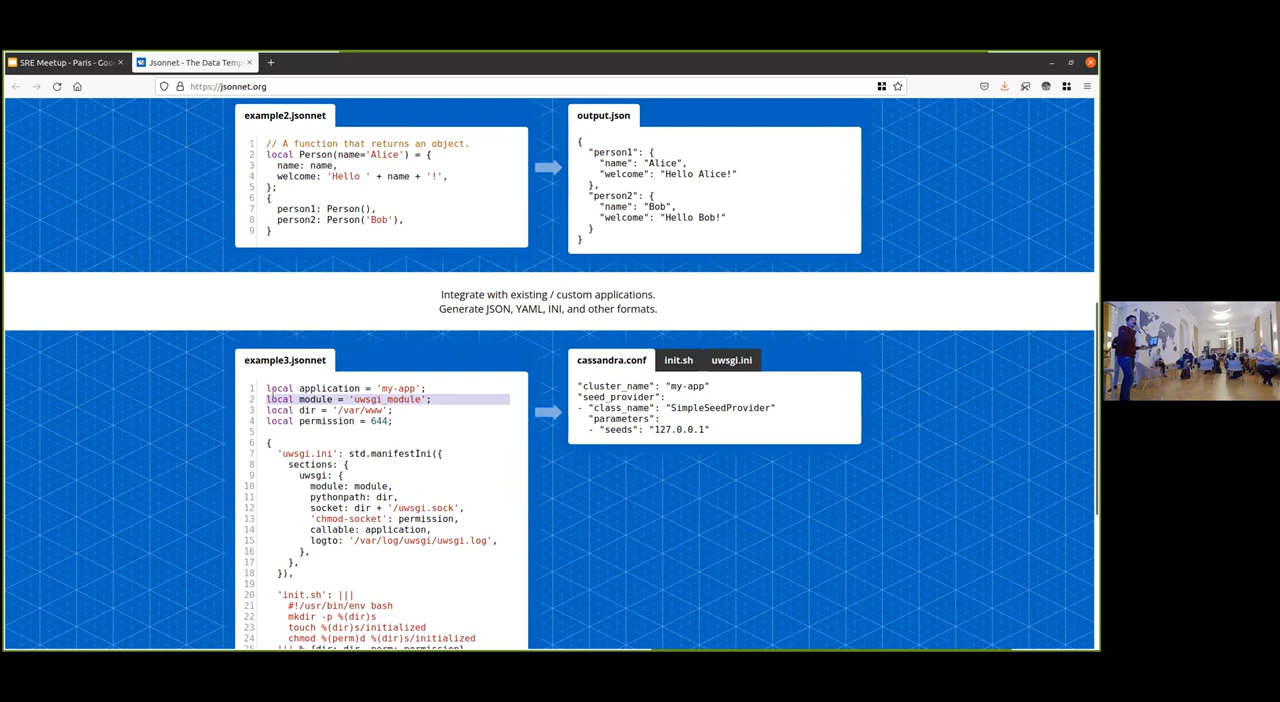 SRE Meetup - Paris - Goo
Jsonnet - The Data Temp
https://jsonnet.org
example2.jsonnet
1 // A function that returns an object.
2 local Person(name='Alice') = {
3   name: name,
4   welcome: 'Hello ' + name + '!',
5 };
6 {
7   person1: Person(),
8   person2: Person('Bob'),
9 }
output.json
{
  "person1": {
    "name": "Alice",
    "welcome": "Hello Alice!"
  },
  "person2": {
    "name": "Bob",
    "welcome": "Hello Bob!"
  }
}
Integrate with existing / custom applications.
Generate JSON, YAML, INI, and other formats.
example3.jsonnet
1 local application = 'my-app';
2 local module = 'uwsgi_module';
3 local dir = '/var/www';
4 local permission = 644;
5
6 {
7   'uwsgi.ini': std.manifestIni({
8     sections: {
9       uwsgi: {
10         module: module,
11         pythonpath: dir,
12         socket: dir + '/uwsgi.sock',
13         'chmod-socket': permission,
14         callable: application,
15         logto: '/var/log/uwsgi/uwsgi.log',
16       },
17     },
18   }),
19
20   'init.sh': |||
21     #!/usr/bin/env bash
22     mkdir -p %(dir)s
23     touch %(dir)s/initialized
24     chmod %(perm)d %(dir)s/initialized
25   ||| % {dir: dir, perm: permission},
cassandra.conf
init.sh
uwsgi.ini
"cluster_name": "my-app"
"seed_provider":
- "class_name": "SimpleSeedProvider"
  "parameters":
  - "seeds": "127.0.0.1"